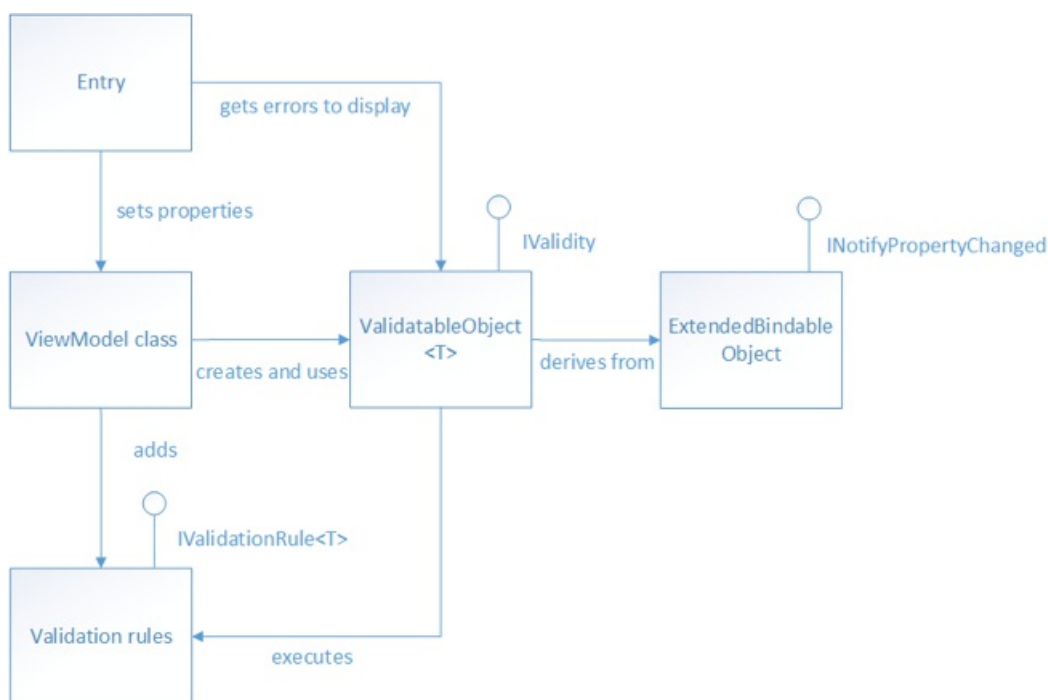 Entry
gets errors to display
sets properties
IValidity
INotifyPropertyChanged
ViewModel class
creates and uses
ValidatableObject
<T>
derives from
ExtendedBindable
Object
adds
IValidationRule<T>
Validation rules
executes